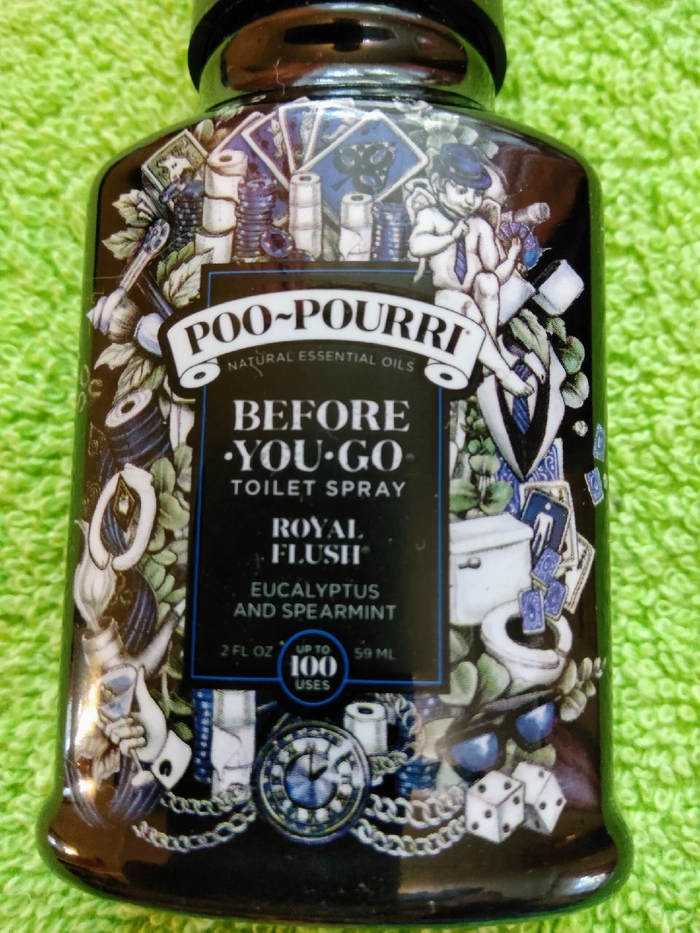 POO~POURRI
NATURAL ESSENTIAL OILS
BEFORE
·YOU·GO
TOILET SPRAY
ROYAL
FLUSH®
EUCALYPTUS
AND SPEARMINT
2 FL OZ UP TO 59 ML
100
USES